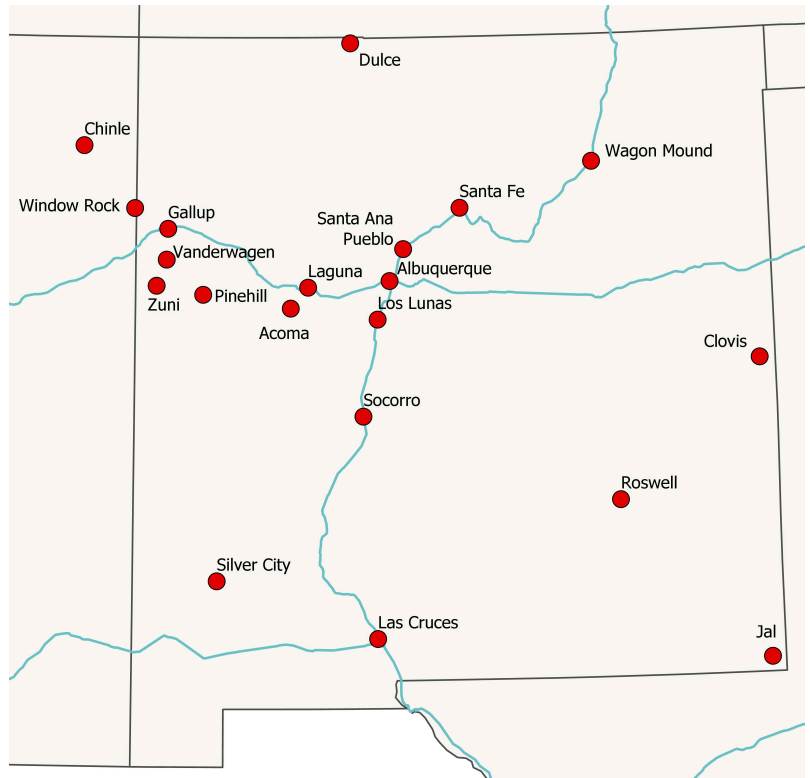 Dulce
Chinle
Wagon Mound
Santa Fe
Window Rock
Gallup
Santa Ana
Pueblo
Vanderwagen
Albuquerque
Laguna
Zuni
Pinehill
Los Lunas
Acoma
Clovis
Socorro
Roswell
Silver City
Las Cruces
Jal